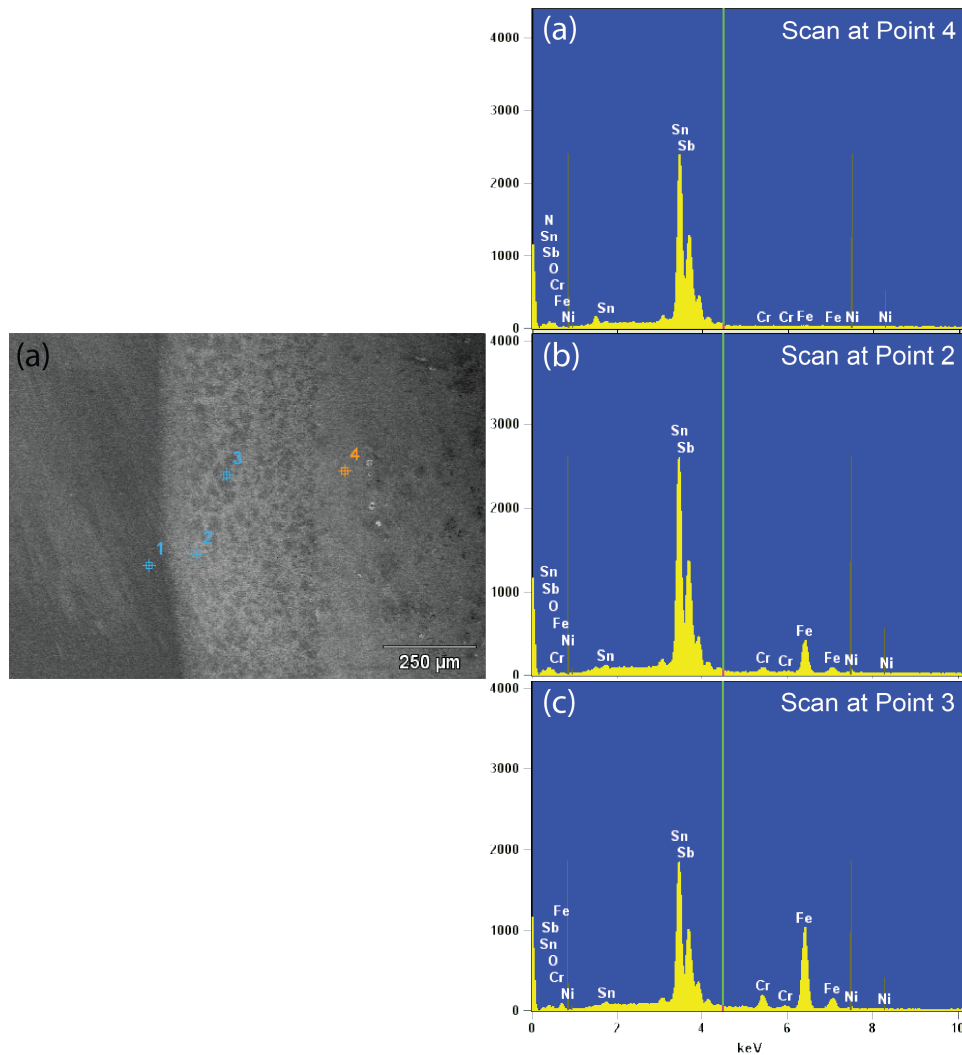 (a)
1
2
3
4
250 µm
(a)
Scan at Point 4
4000
3000
2000
1000
0
Sn
Sb
N
Sn
Sb
O
Cr
Fe
Ni
Sn
Cr
Cr
Fe
Fe
Ni
Ni
(b)
Scan at Point 2
4000
3000
2000
1000
0
Sn
Sb
Sn
Sb
O
Fe
Ni
Cr
Sn
Cr
Cr
Fe
Fe
Ni
Ni
(c)
Scan at Point 3
4000
3000
2000
1000
0
Sn
Sb
Fe
Sb
Sn
O
Cr
Ni
Sn
Cr
Cr
Fe
Fe
Ni
Ni
0 2 4 6 8 10
keV